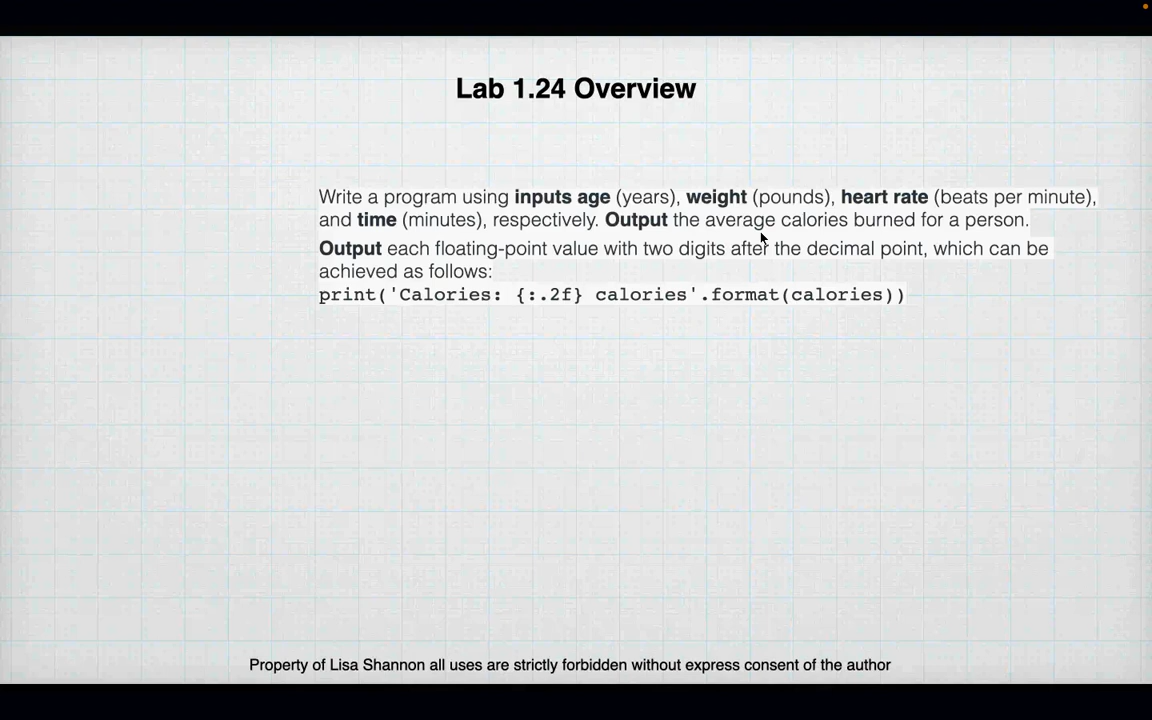 Lab 1.24 Overview
Write a program using inputs age (years), weight (pounds), heart rate (beats per minute),
and time (minutes), respectively. Output the average calories burned for a person.
Output each floating-point value with two digits after the decimal point, which can be
achieved as follows:
print('Calories: {:.2f} calories'.format(calories))
Property of Lisa Shannon all uses are strictly forbidden without express consent of the author